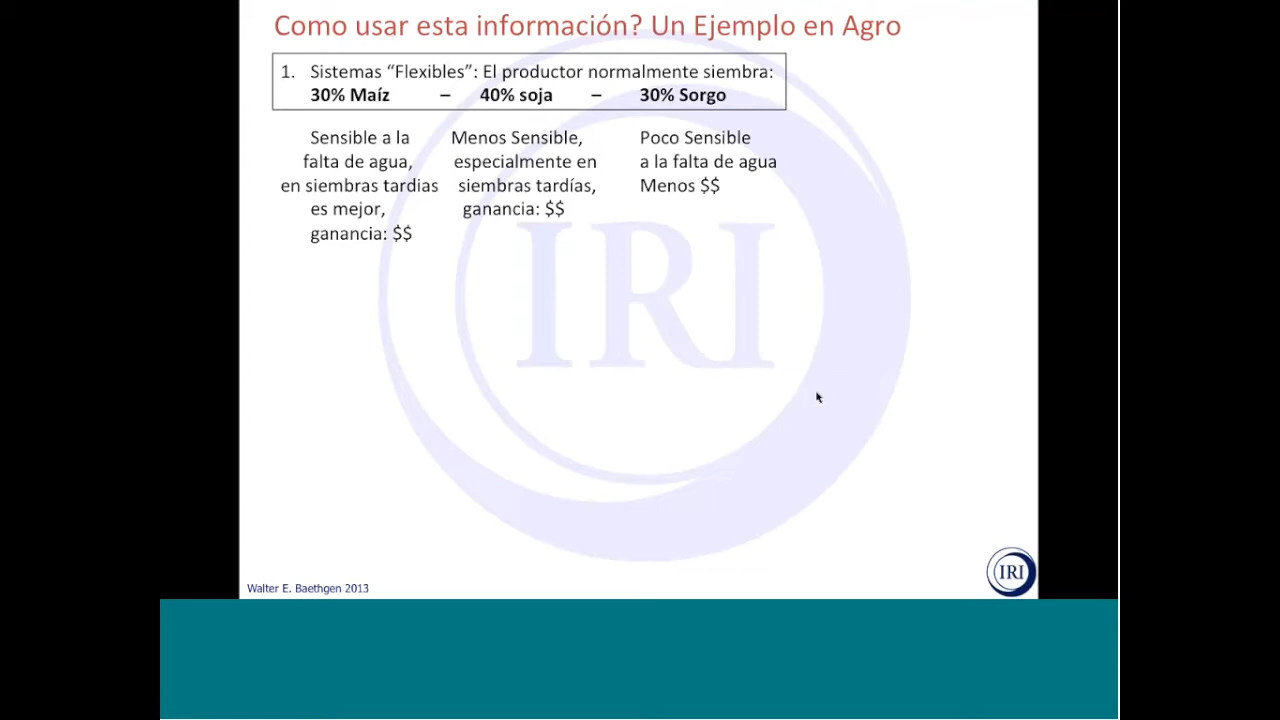 Como usar esta información? Un Ejemplo en Agro
1. Sistemas “Flexibles”: El productor normalmente siembra:
30% Maíz – 40% soja – 30% Sorgo
Sensible a la
falta de agua,
en siembras tardias
es mejor,
ganancia: $$
Menos Sensible,
especialmente en
siembras tardías,
ganancia: $$
Poco Sensible
a la falta de agua
Menos $$
IRI
Walter E. Baethgen 2013
IRI